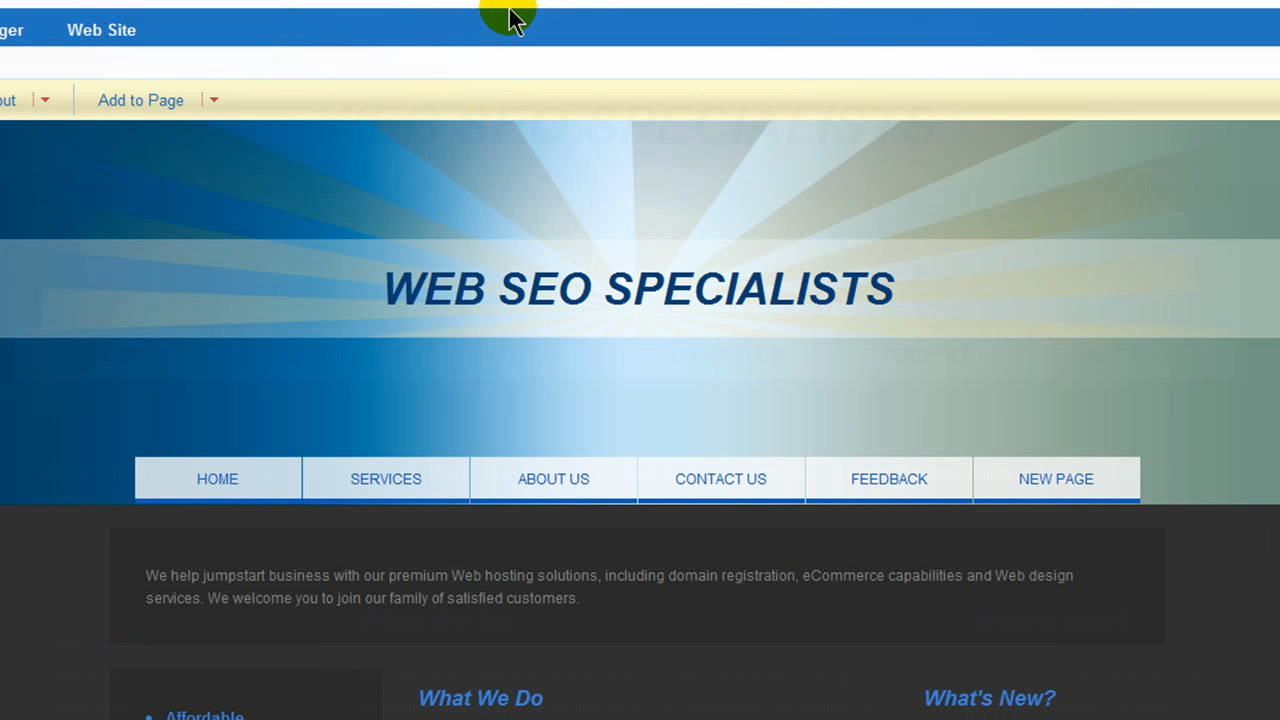 ger Web Site
out Add to Page
WEB SEO SPECIALISTS
HOME SERVICES ABOUT US CONTACT US FEEDBACK NEW PAGE
We help jumpstart business with our premium Web hosting solutions, including domain registration, eCommerce capabilities and Web design
services. We welcome you to join our family of satisfied customers.
What We Do What's New?
Affordable